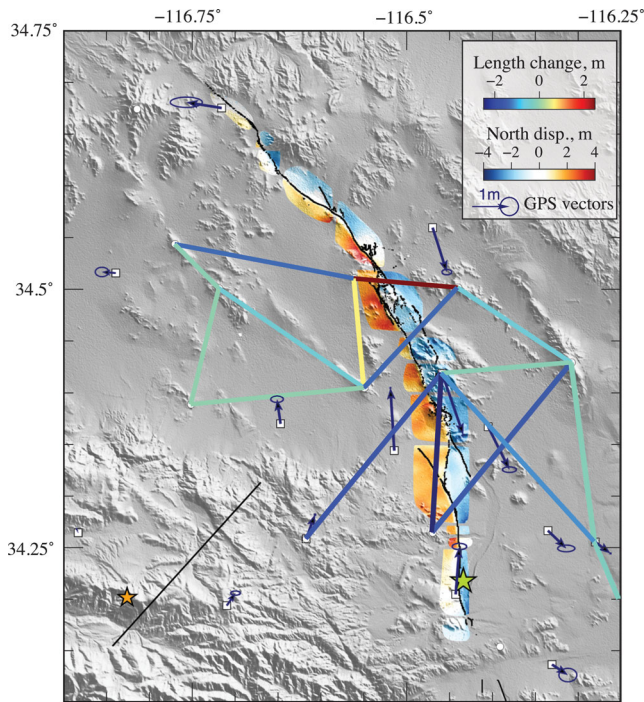 −116.75 −116.5 −116.25
34.75
Length change, m
−2 0 2
North disp., m
−4 −2 0 2 4
1m GPS vectors
34.5
34.25